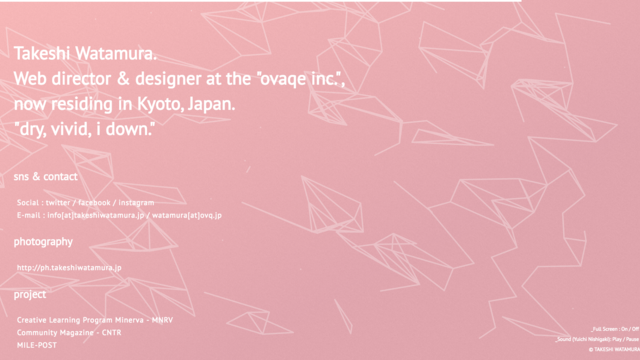 Takeshi Watamura.
Web director & designer at the "ovaqe inc.",
now residing in Kyoto, Japan.
"dry, vivid, i down."
sns & contact
Social : twitter / facebook / instagram
E-mail : info[at]takeshiwatamura.jp / watamura[at]ovq.jp
photography
http://ph.takeshiwatamura.jp
project
Creative Learning Program Minerva - MNRV
Community Magazine - CNTR
MILE-POST
_Full Screen : On / Off
_Sound (Yuichi Nishigaki): Play / Pause
© TAKESHI WATAMURA